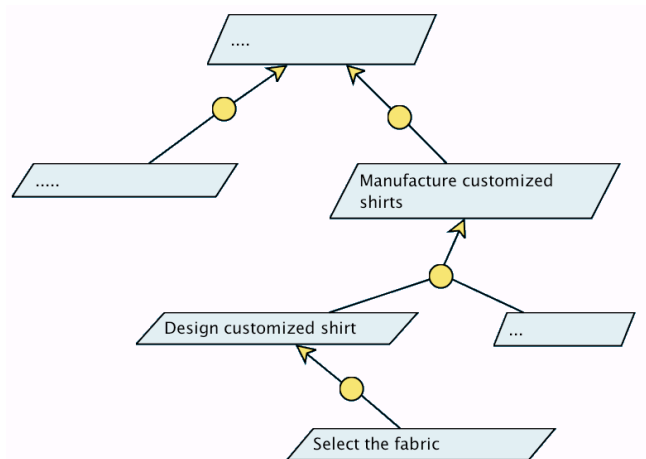 ....
.....
Manufacture customized
shirts
Design customized shirt
...
Select the fabric